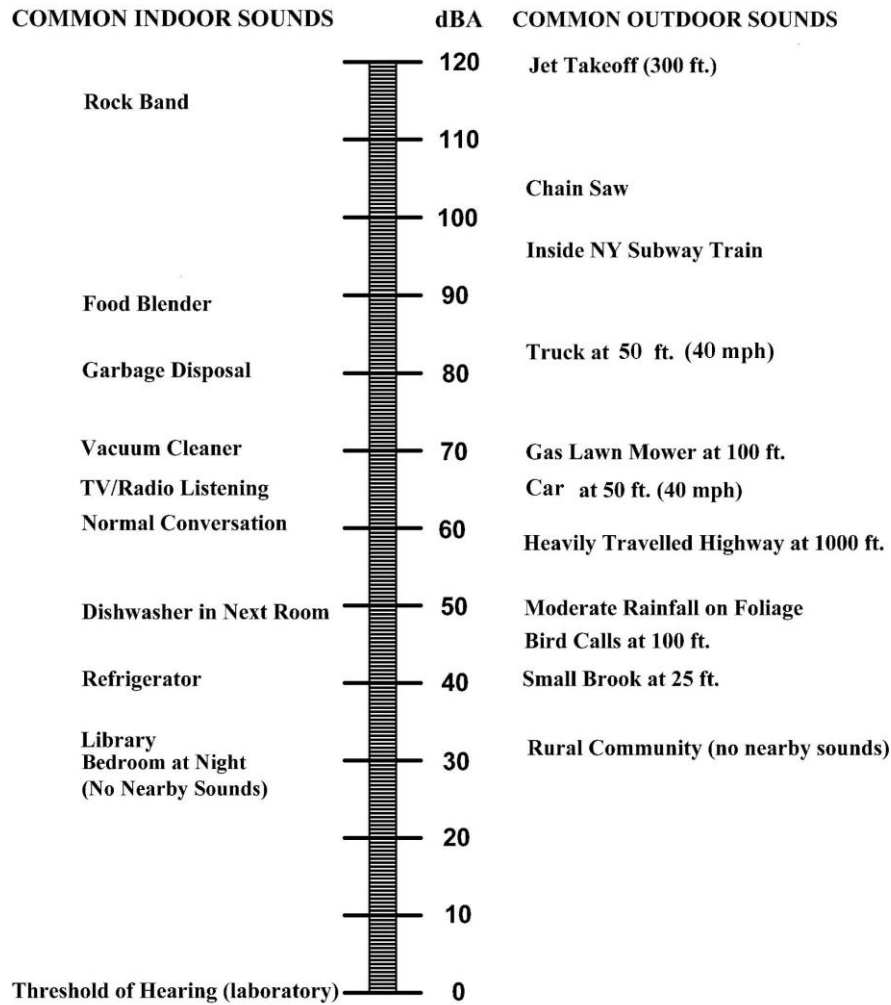 COMMON INDOOR SOUNDS dBA COMMON OUTDOOR SOUNDS
120 Jet Takeoff (300 ft.)
Rock Band
110
Chain Saw
100
Inside NY Subway Train
Food Blender 90
Truck at 50 ft. (40 mph)
Garbage Disposal 80
Vacuum Cleaner 70 Gas Lawn Mower at 100 ft.
TV/Radio Listening Car at 50 ft. (40 mph)
Normal Conversation 60
Heavily Travelled Highway at 1000 ft.
Dishwasher in Next Room 50 Moderate Rainfall on Foliage
Bird Calls at 100 ft.
Refrigerator 40 Small Brook at 25 ft.
Library
Rural Community (no nearby sounds)
Bedroom at Night 30
(No Nearby Sounds)
20
10
Threshold of Hearing (laboratory) 0